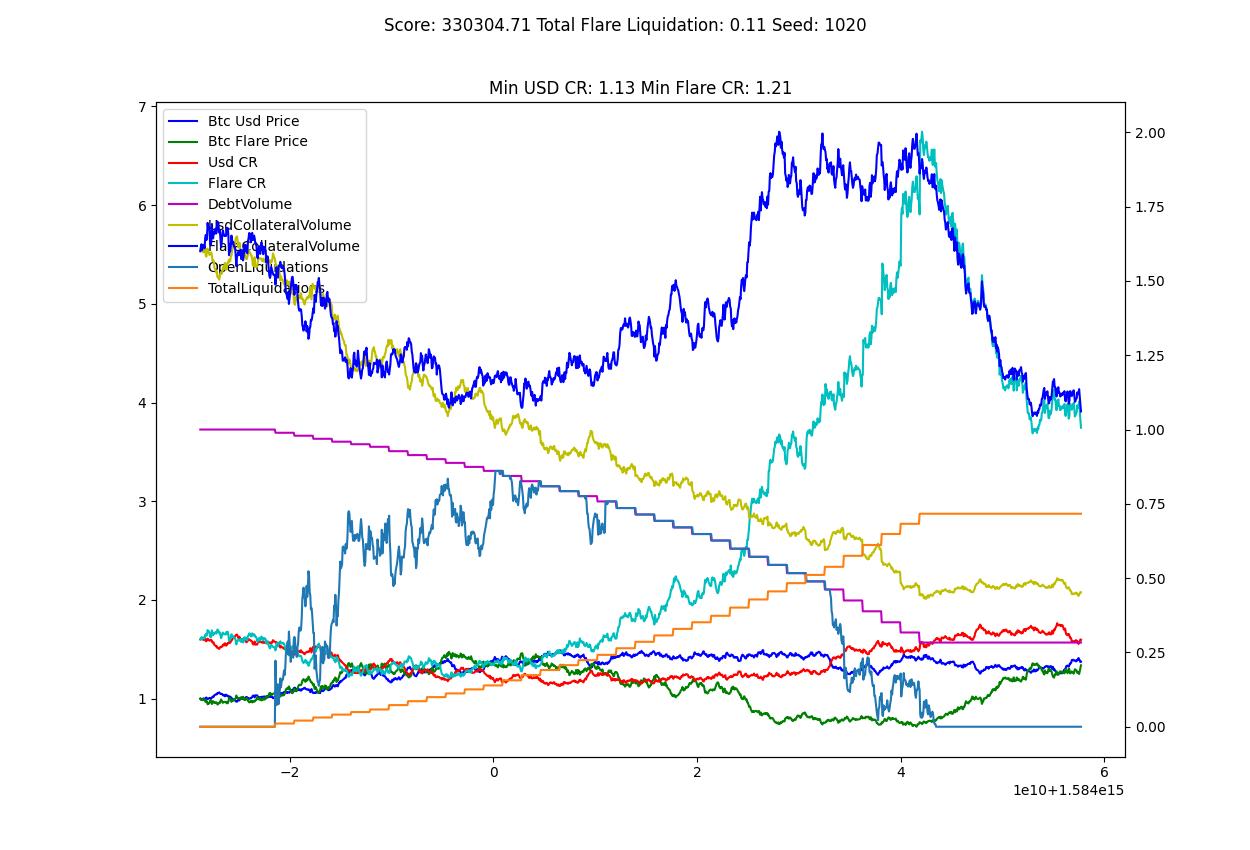 Score: 330304.71 Total Flare Liquidation: 0.11 Seed: 1020
Min USD CR: 1.13 Min Flare CR: 1.21
7
6
5
4
3
2
1
Btc Usd Price
Btc Flare Price
Usd CR
Flare CR
DebtVolume
UsdCollateralVolume
FlareCollateralVolume
OpenLiquidations
TotalLiquidations
2.00
1.75
1.50
1.25
1.00
0.75
0.50
0.25
0.00
−2
0
2
4
6
1e10+1.584e15